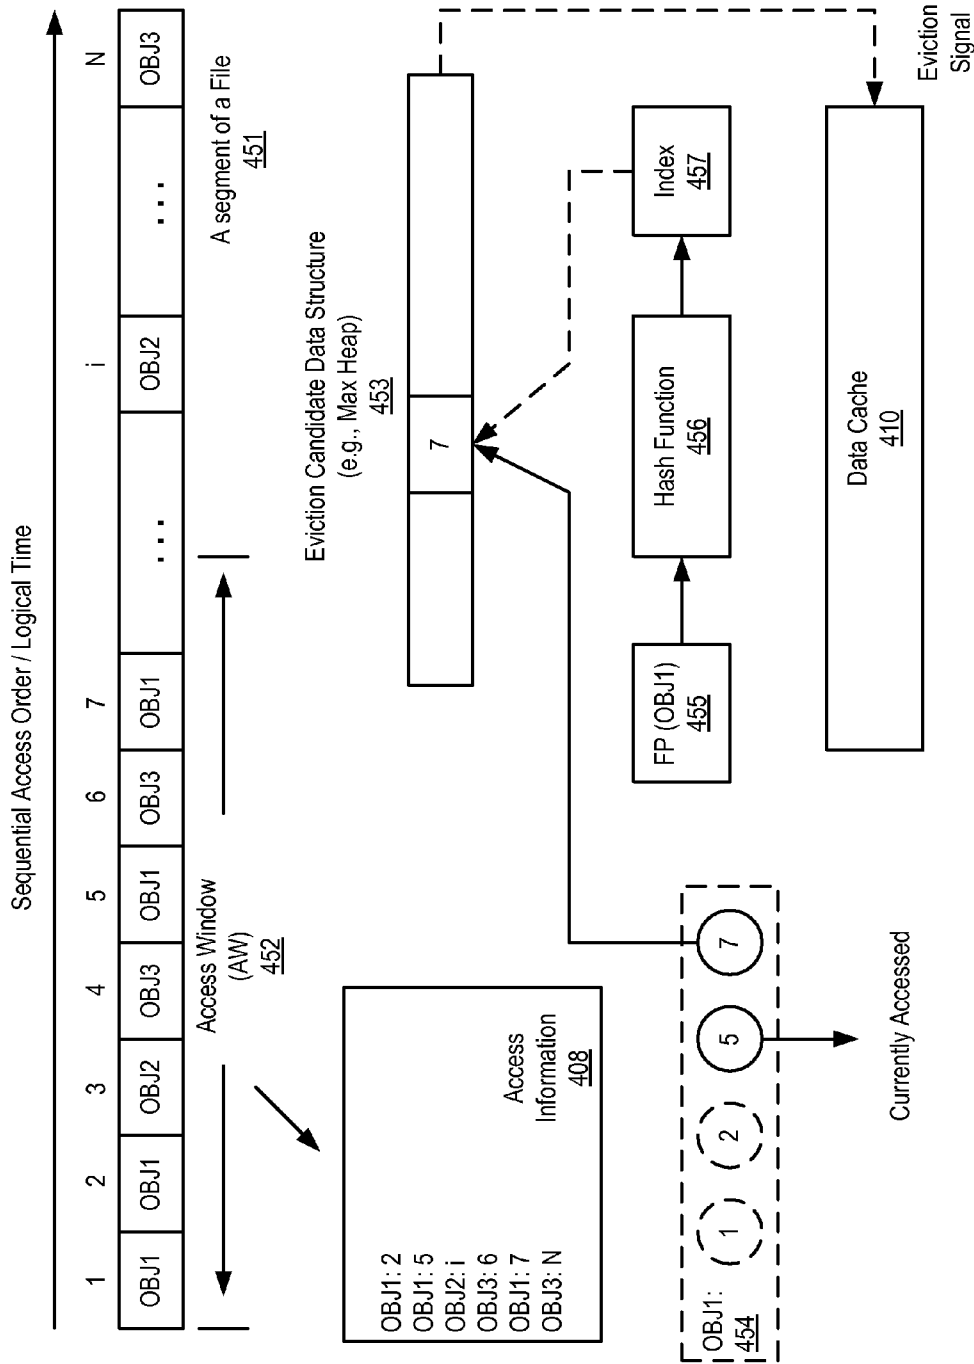 Sequential Access Order / Logical Time
1 2 3 4 5 6 7 i N
OBJ1 OBJ1 OBJ2 OBJ3 OBJ1 OBJ3 OBJ1 ... OBJ2 ... OBJ3
Access Window
(AW)
452
A segment of a File
451
Eviction Candidate Data Structure
(e.g., Max Heap)
453
OBJ1: 2
OBJ1: 5
OBJ2: i
OBJ3: 6
OBJ1: 7
OBJ3: N
Access
Information
408
7
OBJ1:
454
1 2 5 7
FP (OBJ1)
455
Hash Function
456
Index
457
Data Cache
410
Currently Accessed
Eviction
Signal